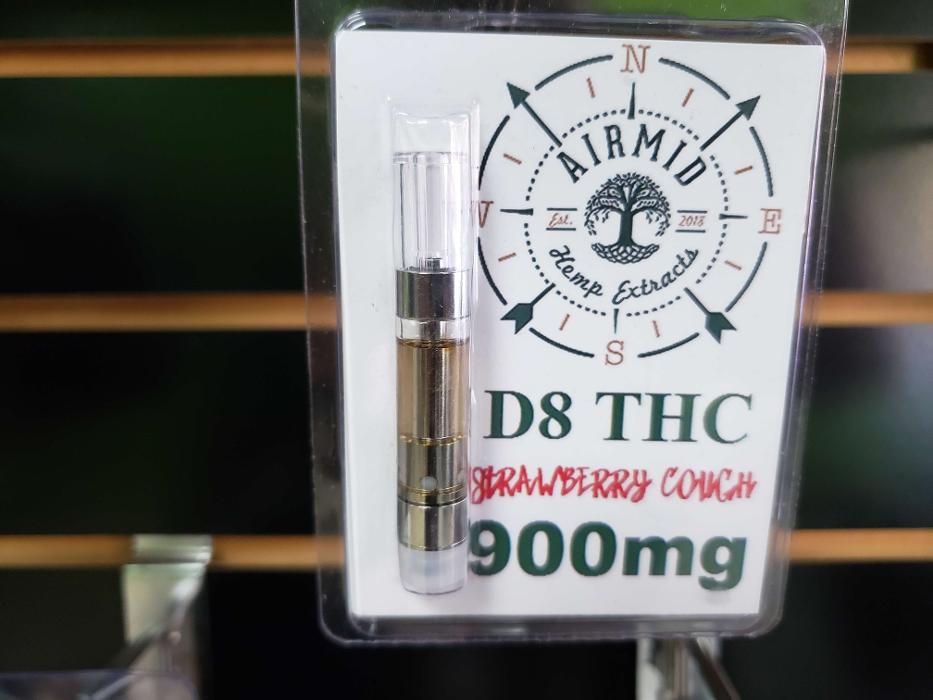 N
AIRMID
Est. 2018
W E
Hemp Extracts
S
D8 THC
STRAWBERRY COUGH
900mg